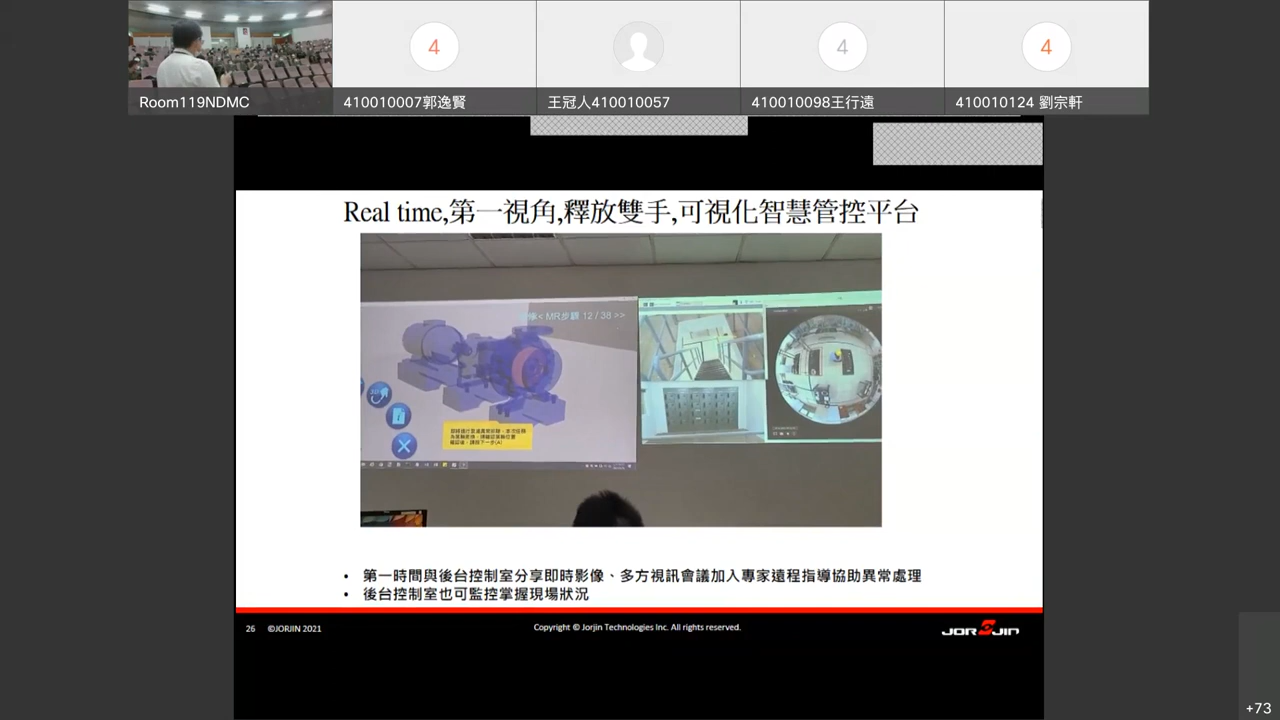 Room119NDMC
4
410010007郭逸賢
王冠人410010057
4
410010098王行遠
4
410010124 劉宗軒
Real time,第一視角,釋放雙手,可視化智慧管控平台
< MR步驟 12 / 38 >>
• 第一時間與後台控制室分享即時影像、多方視訊會議加入專家遠程指導協助異常處理
• 後台控制室也可監控掌握現場狀況
26 ©JORJIN 2021
Copyright © Jorjin Technologies Inc. All rights reserved.
JORJIN
+73